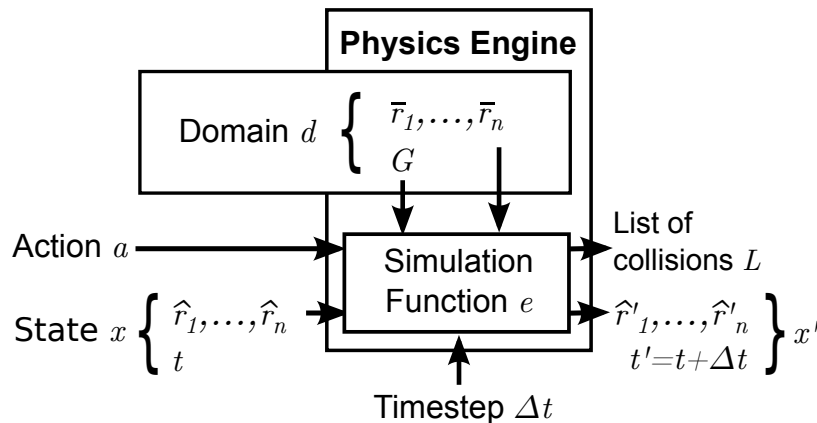 Physics Engine
Domain d { r̅₁,...,r̅ₙ
G
Action a
Simulation
Function e
List of
collisions L
State x { r̂₁,...,r̂ₙ
t
r̂'₁,...,r̂'ₙ } x'
t'=t+Δt
Timestep Δt